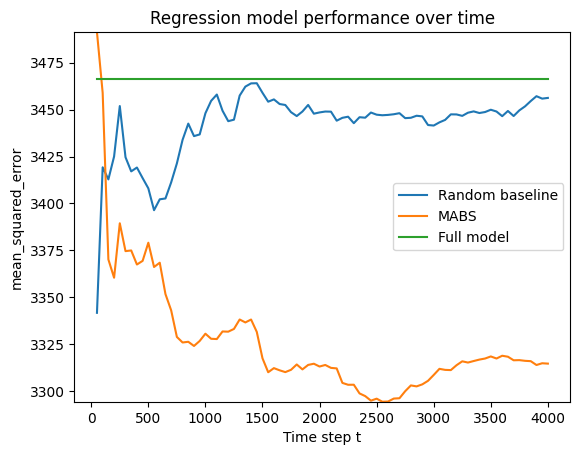 Regression model performance over time
mean_squared_error
3475
3450
3425
3400
3375
3350
3325
3300
Random baseline
MABS
Full model
0 500 1000 1500 2000 2500 3000 3500 4000
Time step t